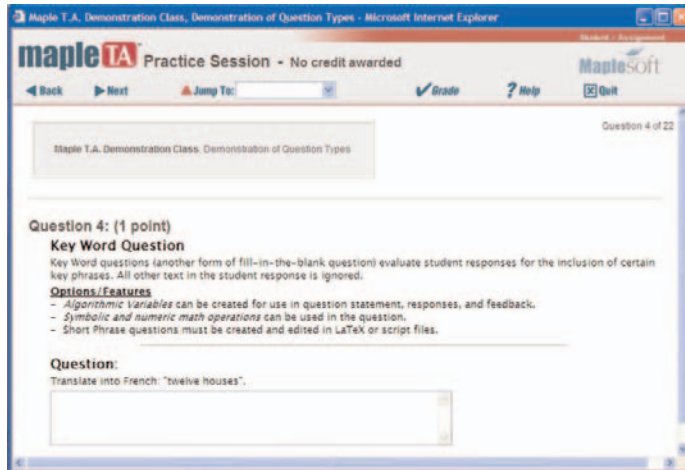 Maple T.A. Demonstration Class, Demonstration of Question Types - Microsoft Internet Explorer
Student > Assignment
maple TA Practice Session - No credit awarded
Maplesoft
Back Next Jump To: Grade ? Help Quit
Question 4 of 22
Maple T.A. Demonstration Class, Demonstration of Question Types
Question 4: (1 point)
Key Word Question
Key Word questions (another form of fill-in-the-blank question) evaluate student responses for the inclusion of certain
key phrases. All other text in the student response is ignored.
Options/Features
- Algorithmic Variables can be created for use in question statement, responses, and feedback.
- Symbolic and numeric math operations can be used in the question.
- Short Phrase questions must be created and edited in LaTeX or script files.
Question:
Translate into French: "twelve houses".